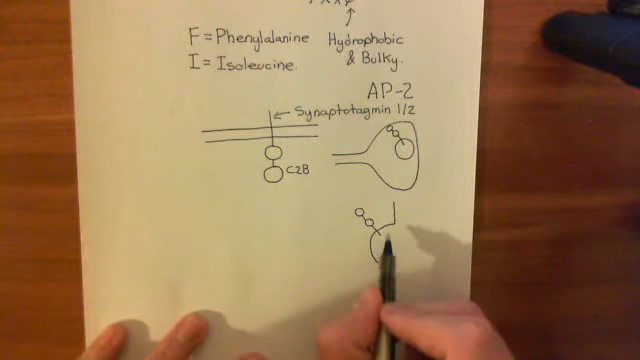 F = Phenylalanine
I = Isoleucine.
Hydrophobic
& Bulky.
AP-2
Synaptotagmin 1/2
C2B